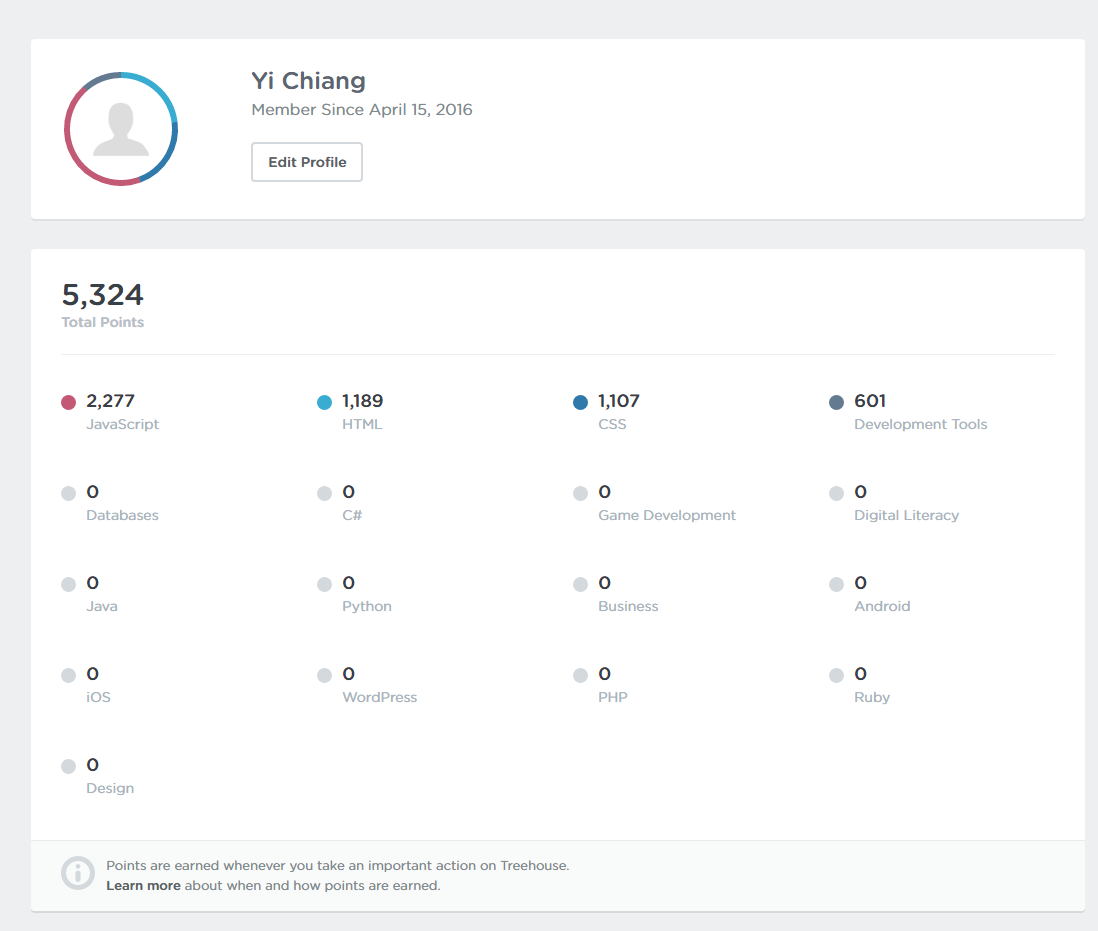 Yi Chiang
Member Since April 15, 2016
Edit Profile
5,324
Total Points
2,277
JavaScript
1,189
HTML
1,107
CSS
601
Development Tools
0
Databases
0
C#
0
Game Development
0
Digital Literacy
0
Java
0
Python
0
Business
0
Android
0
iOS
0
WordPress
0
PHP
0
Ruby
0
Design
Points are earned whenever you take an important action on Treehouse.
Learn more about when and how points are earned.